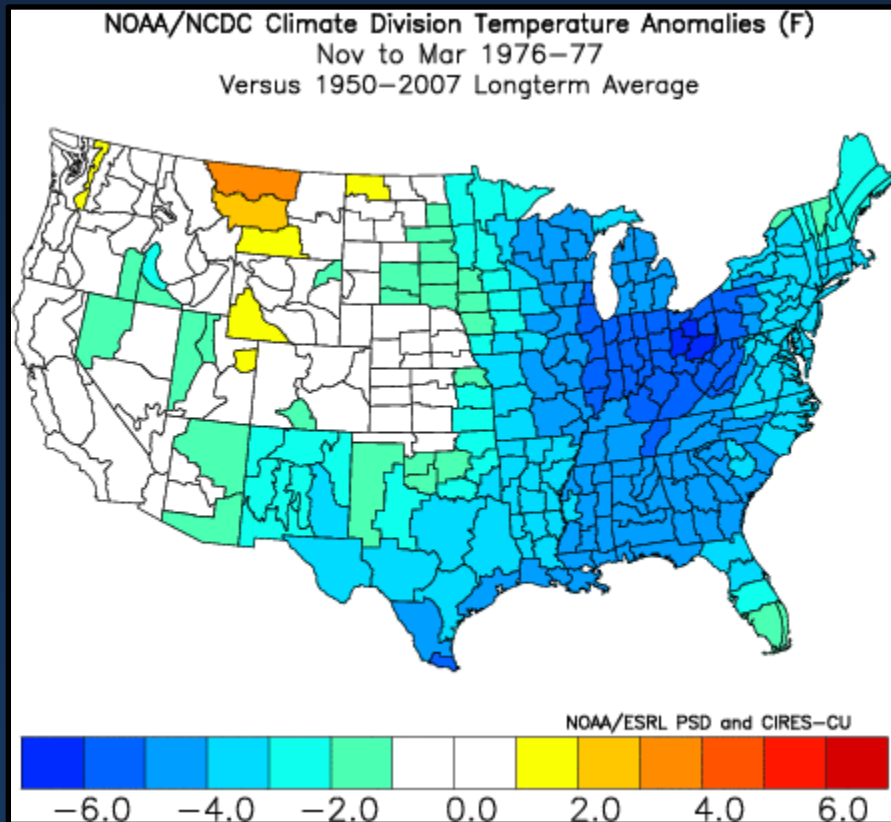 NOAA/NCDC Climate Division Temperature Anomalies (F)
Nov to Mar 1976−77
Versus 1950−2007 Longterm Average
NOAA/ESRL PSD and CIRES−CU
−6.0 −4.0 −2.0 0.0 2.0 4.0 6.0